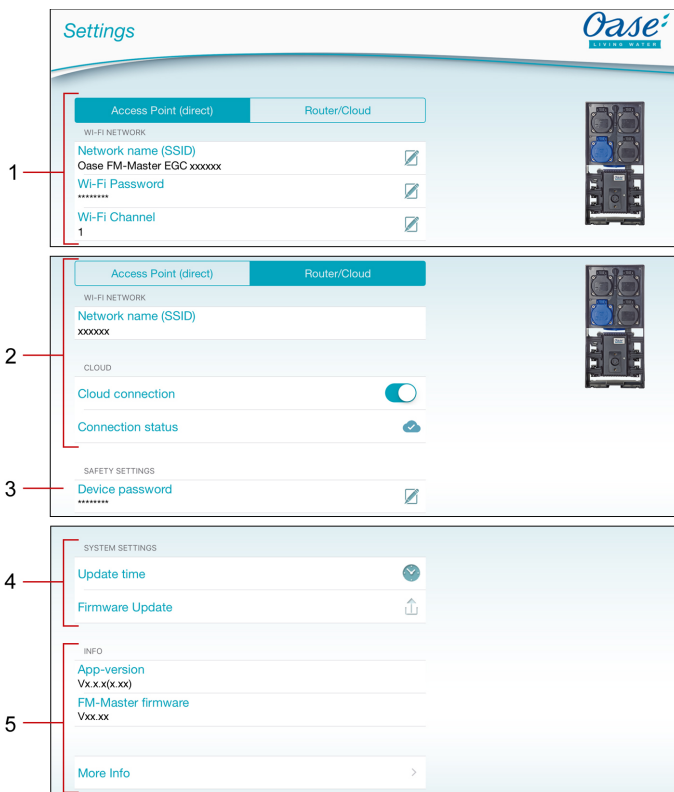 Settings
Oase
LIVING WATER
1
Access Point (direct) Router/Cloud
WI-FI NETWORK
Network name (SSID)
Oase FM-Master EGC xxxxxx
Wi-Fi Password
********
Wi-Fi Channel
1
2
Access Point (direct) Router/Cloud
WI-FI NETWORK
Network name (SSID)
xxxxxx
CLOUD
Cloud connection
Connection status
SAFETY SETTINGS
3
Device password
********
4
SYSTEM SETTINGS
Update time
Firmware Update
5
INFO
App-version
Vx.x.x(x.xx)
FM-Master firmware
Vxx.xx
More Info